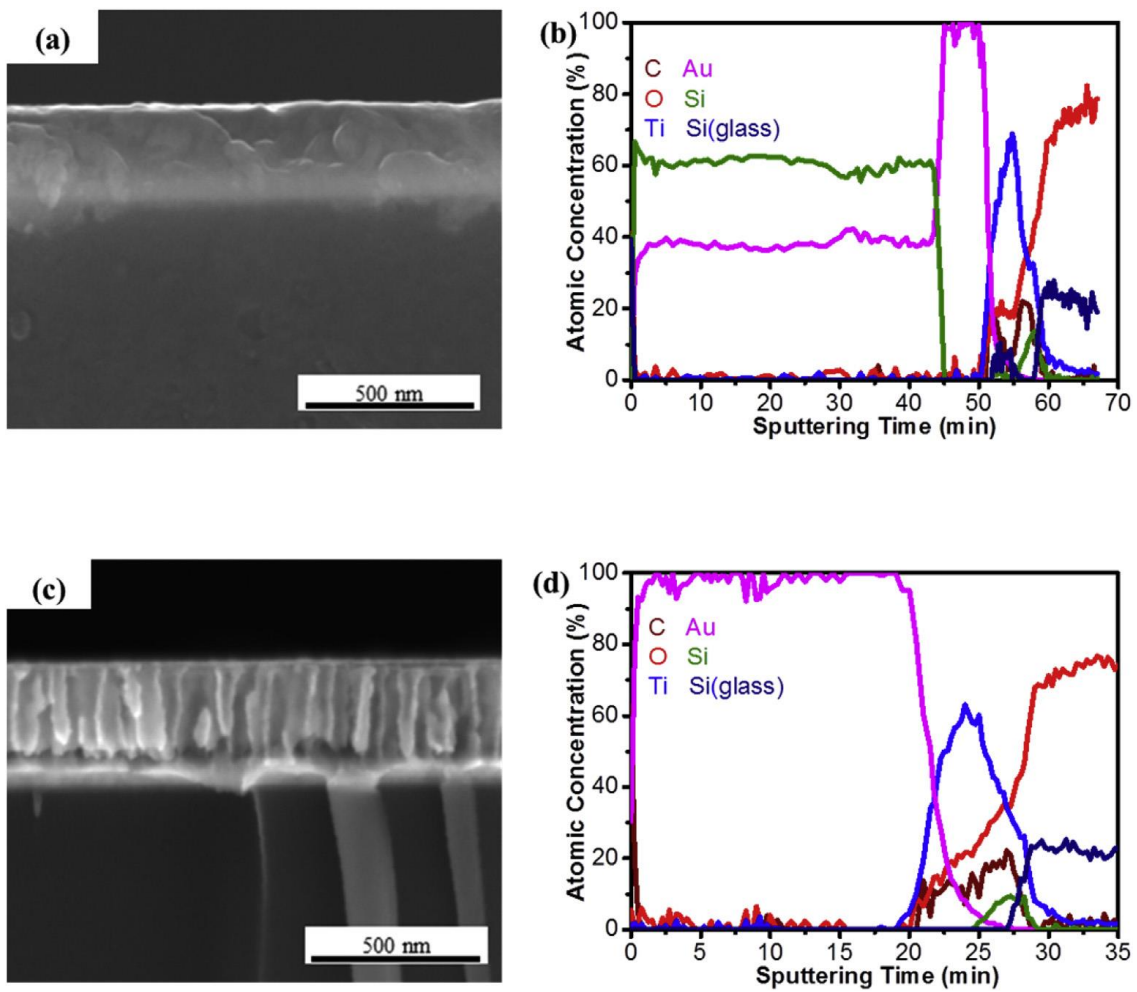 (a)
500 nm
(b)
Atomic Concentration (%)
100
80
60
40
20
0
C Au
O Si
Ti Si(glass)
0 10 20 30 40 50 60 70
Sputtering Time (min)
(c)
500 nm
(d)
Atomic Concentration (%)
100
80
60
40
20
0
C Au
O Si
Ti Si(glass)
0 5 10 15 20 25 30 35
Sputtering Time (min)